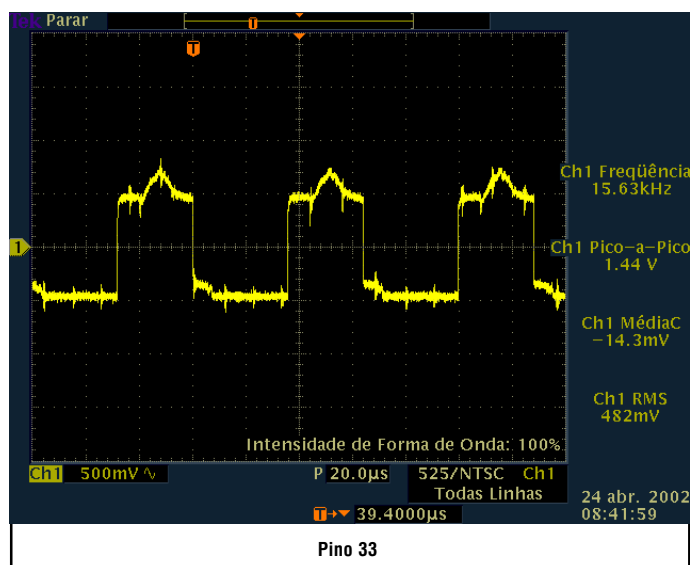 Tek Parar
T
T
Ch1 Freqüência
15.63kHz
1
Ch1 Pico-a-Pico
1.44 V
Ch1 MédiaC
-14.3mV
Ch1 RMS
482mV
Intensidade de Forma de Onda: 100%
Ch1 500mV P 20.0µs 525/NTSC Ch1
Todas Linhas
T 39.4000µs
24 abr. 2002
08:41:59
Pino 33